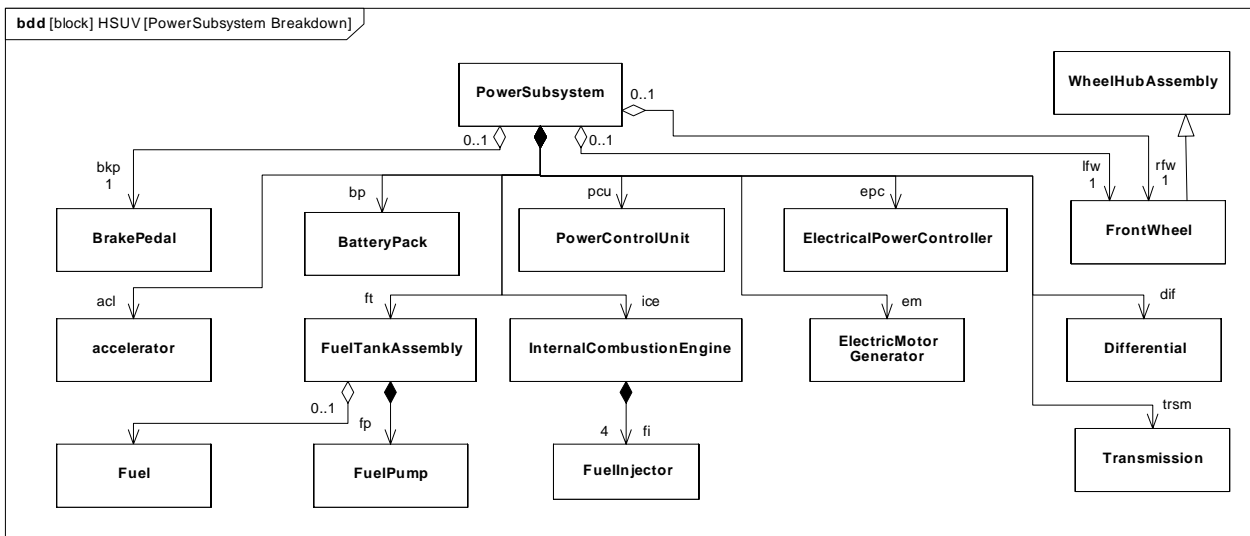 bdd [block] HSUV [PowerSubsystem Breakdown]
PowerSubsystem
WheelHubAssembly
0..1
0..1
0..1
bkp
1
bp
pcu
epc
lfw
1
rfw
1
BrakePedal
BatteryPack
PowerControlUnit
ElectricalPowerController
FrontWheel
acl
ft
ice
em
dif
accelerator
FuelTankAssembly
InternalCombustionEngine
ElectricMotor
Generator
Differential
0..1
fp
4
fi
trsm
Fuel
FuelPump
FuelInjector
Transmission